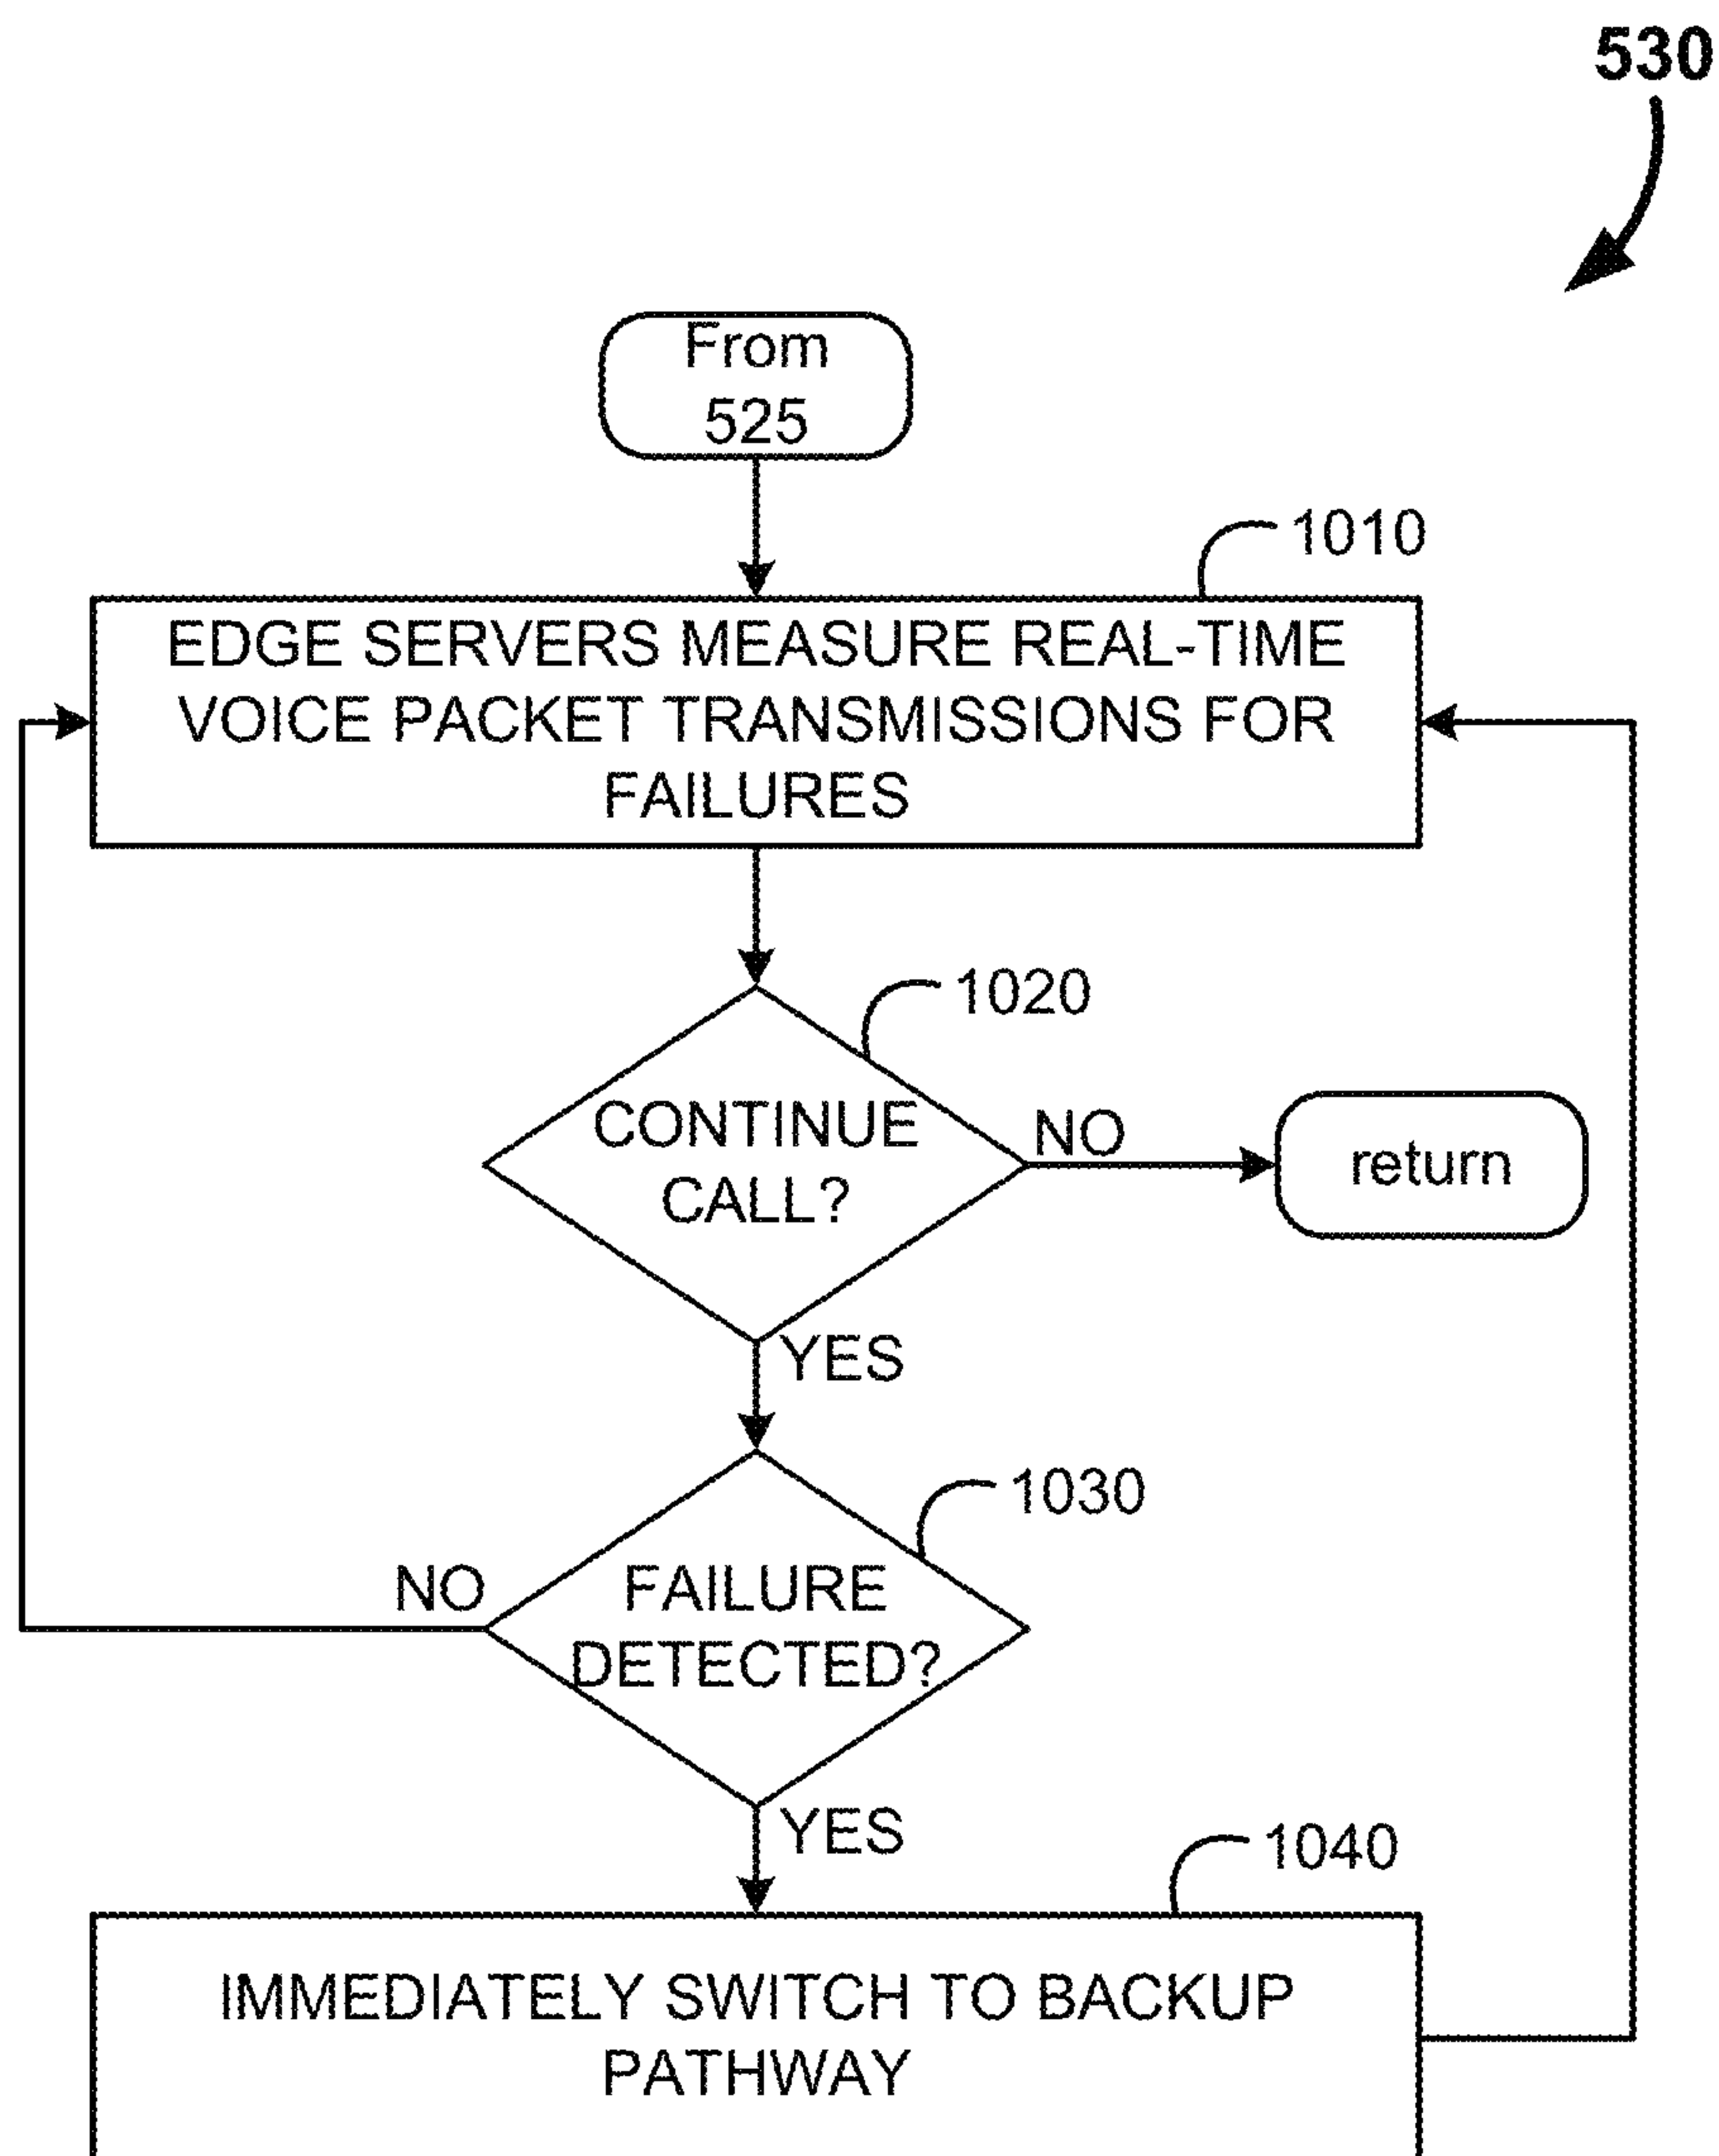 530
From
525
1010
EDGE SERVERS MEASURE REAL-TIME
VOICE PACKET TRANSMISSIONS FOR
FAILURES
1020
CONTINUE
CALL?
NO
return
YES
1030
NO
FAILURE
DETECTED?
YES
1040
IMMEDIATELY SWITCH TO BACKUP
PATHWAY